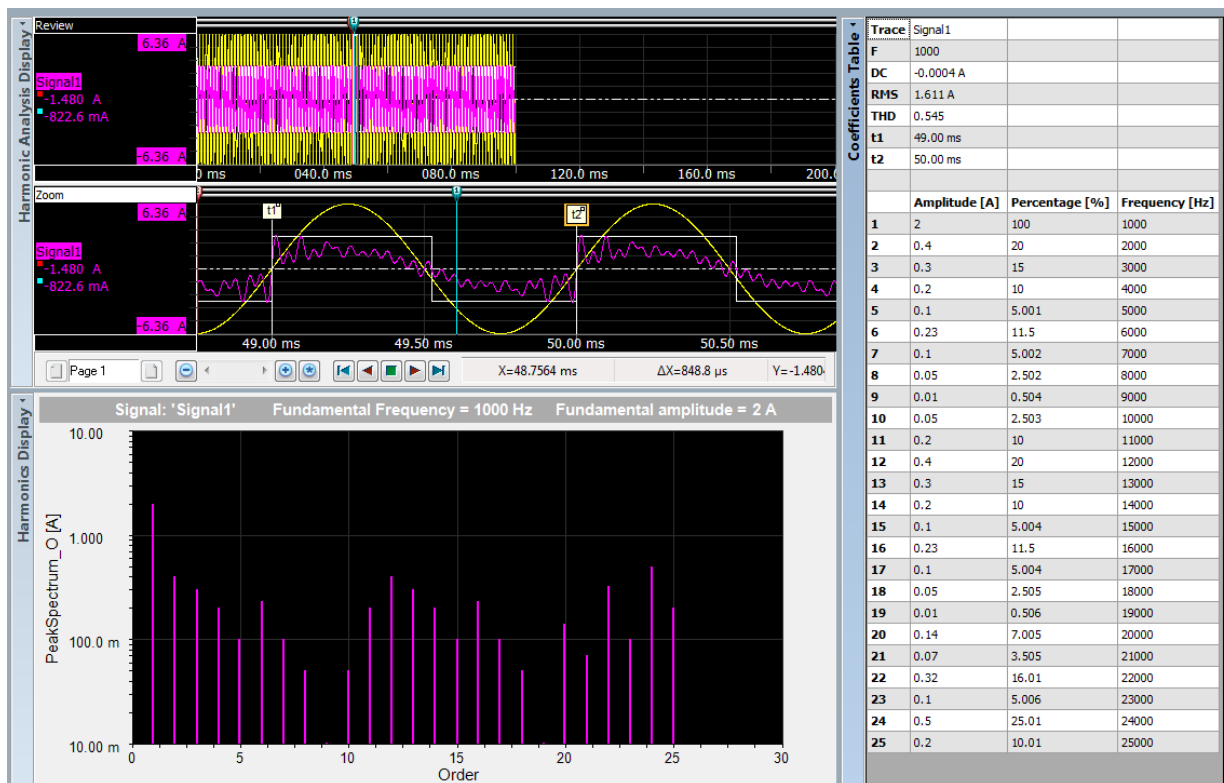 Harmonic Analysis Display
Review
1
6.36 A
Signal1
-1.480 A
-822.6 mA
-6.36 A
0 ms 040.0 ms 080.0 ms 120.0 ms 160.0 ms 200.0
Zoom
1
6.36 A
t1 t2
Signal1
-1.480 A
-822.6 mA
-6.36 A
49.00 ms 49.50 ms 50.00 ms 50.50 ms
Page 1 X=48.7564 ms ΔX=848.8 µs Y=-1.480
Harmonics Display
Signal: 'Signal1' Fundamental Frequency = 1000 Hz Fundamental amplitude = 2 A
PeakSpectrum_O [A]
10.00
1.000
100.0 m
10.00 m
0 5 10 15 20 25 30
Order
Coefficients Table
Trace Signal1
F 1000
DC -0.0004 A
RMS 1.611 A
THD 0.545
t1 49.00 ms
t2 50.00 ms
Amplitude [A] Percentage [%] Frequency [Hz]
1 2 100 1000
2 0.4 20 2000
3 0.3 15 3000
4 0.2 10 4000
5 0.1 5.001 5000
6 0.23 11.5 6000
7 0.1 5.002 7000
8 0.05 2.502 8000
9 0.01 0.504 9000
10 0.05 2.503 10000
11 0.2 10 11000
12 0.4 20 12000
13 0.3 15 13000
14 0.2 10 14000
15 0.1 5.004 15000
16 0.23 11.5 16000
17 0.1 5.004 17000
18 0.05 2.505 18000
19 0.01 0.506 19000
20 0.14 7.005 20000
21 0.07 3.505 21000
22 0.32 16.01 22000
23 0.1 5.006 23000
24 0.5 25.01 24000
25 0.2 10.01 25000